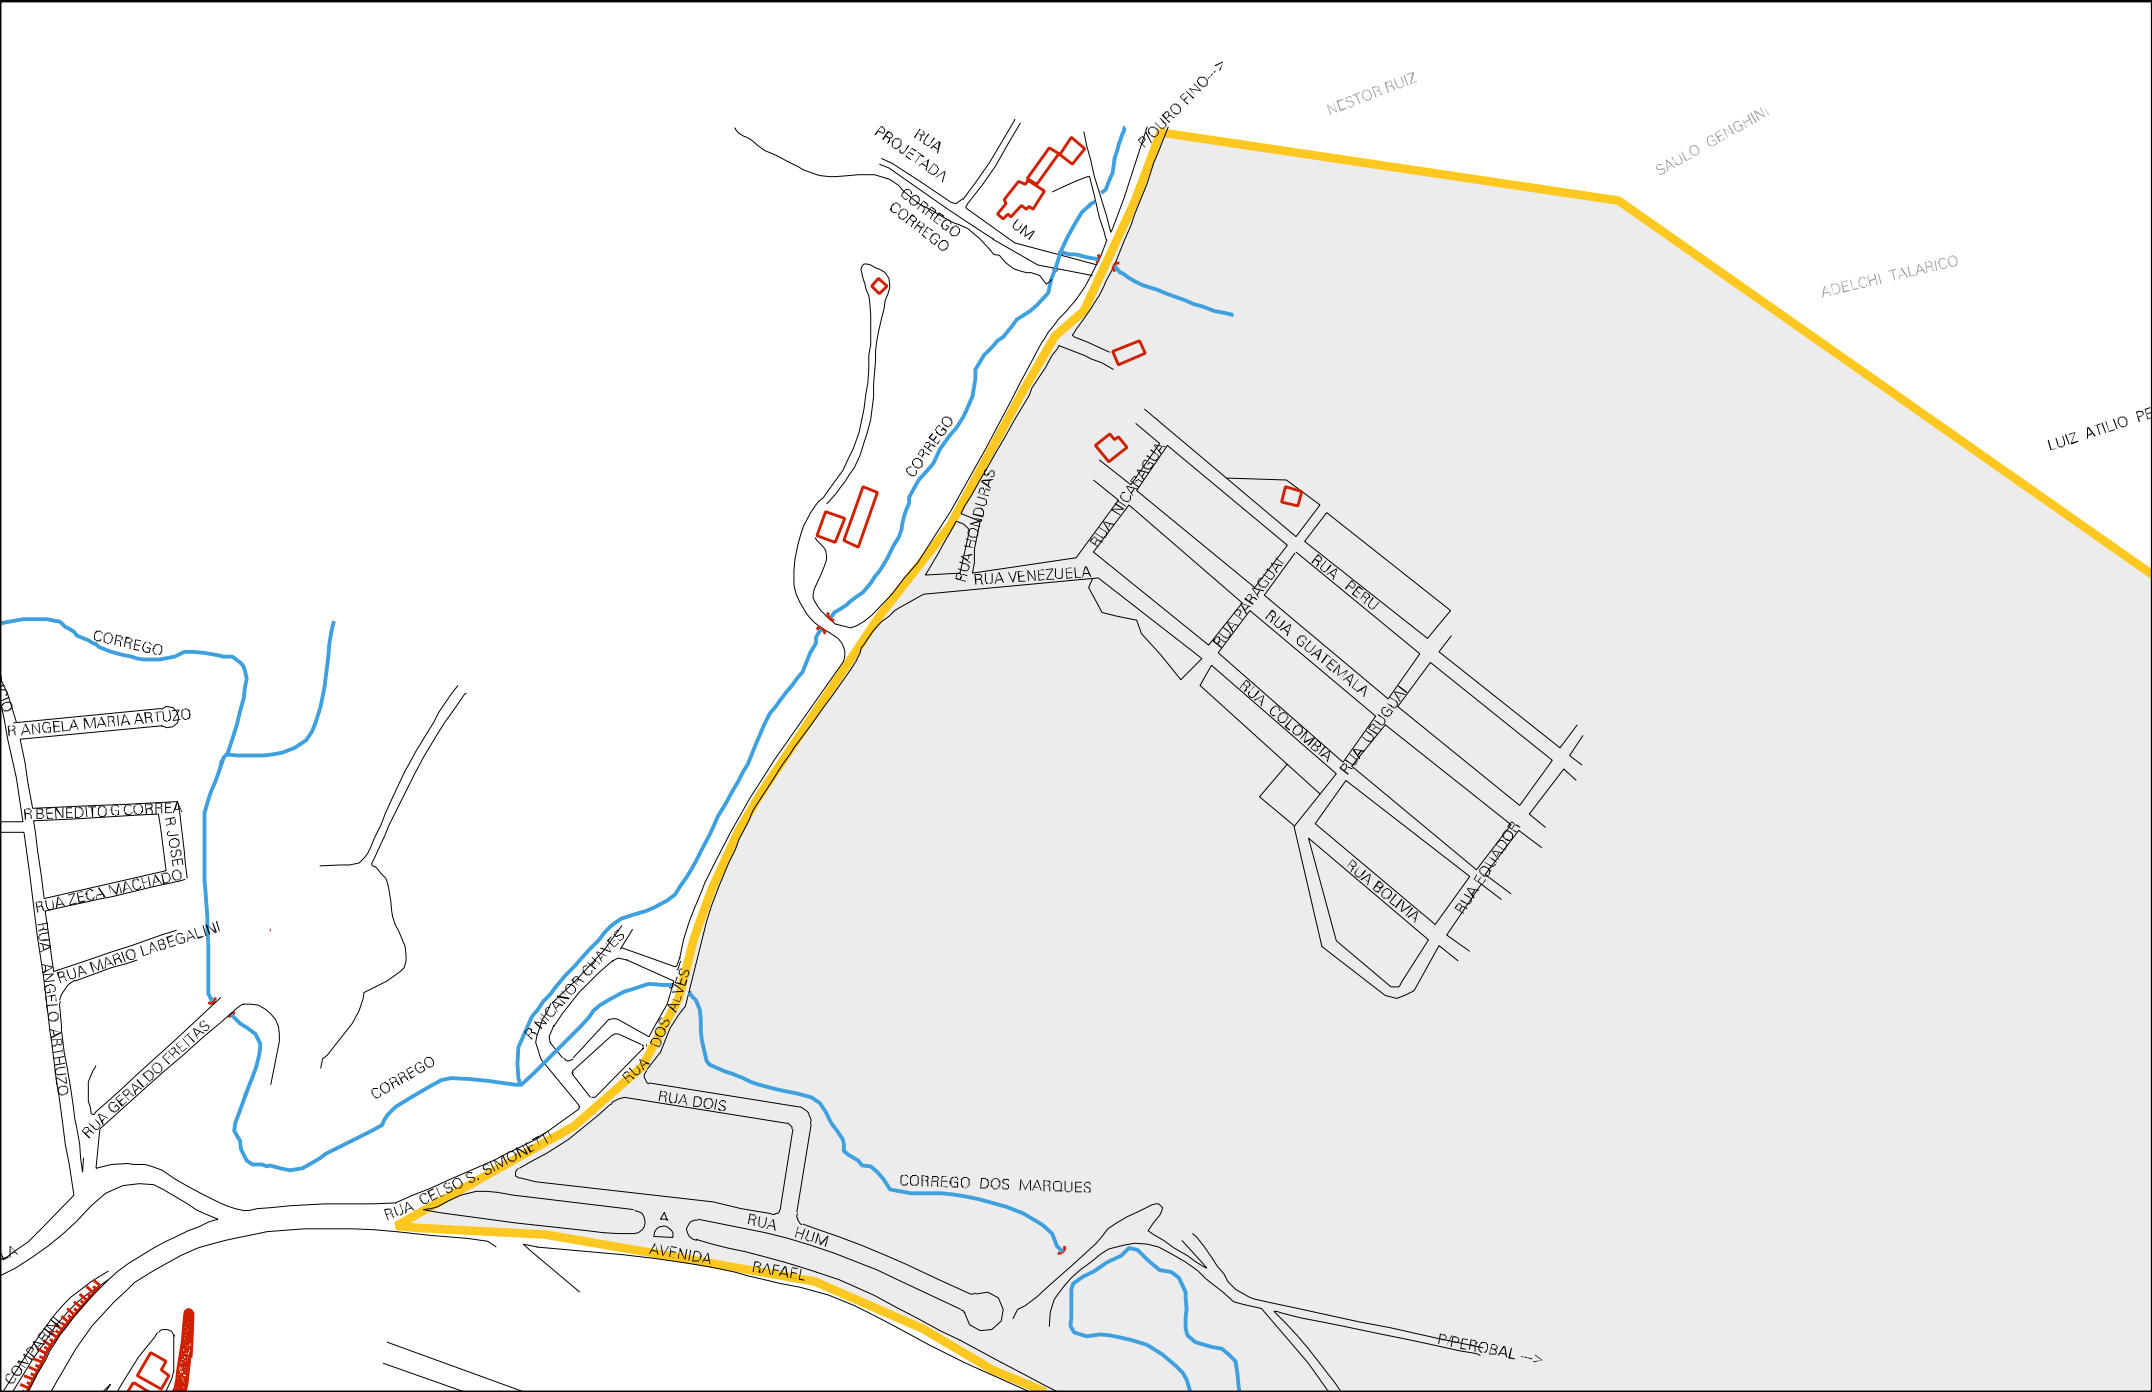 P/OURO FINO--->
NESTOR RUIZ
SAULO GENGHINI
ADELCHI TALARICO
LUIZ ATILIO PE
RUA
PROJETADA
UM
CORREGO
CORREGO
CORREGO
RUA HONDURAS
RUA NICARAGUA
RUA VENEZUELA
RUA PARAGUAI
RUA PERU
RUA GUATEMALA
RUA COLOMBIA
RUA URUGUAI
RUA EQUADOR
RUA BOLIVIA
CORREGO
R ANGELA MARIA ARTUZO
R BENEDITO G CORREA
R JOSE
RUA ZECA MACHADO
RUA MARIO LABEGALINI
RUA ANGELO ARTHUZO
RUA GERALDO FREITAS
CORREGO
R NICANOR CHAVES
RUA DOS ALVES
RUA DOIS
RUA CELSO S. SIMONETTI
CORREGO DOS MARQUES
RUA HUM
AVENIDA RAFAEL
P/PEROBAL --->
LA
COMPARINI